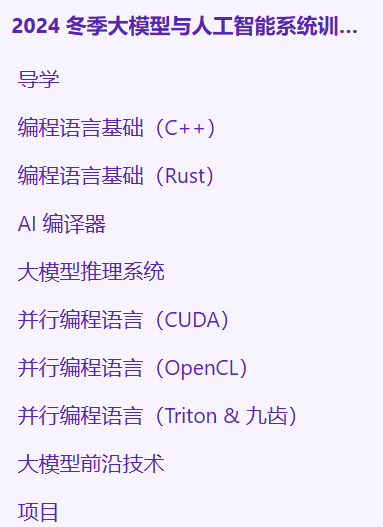 2024 冬季大模型与人工智能系统训...
导学
编程语言基础（C++）
编程语言基础（Rust）
AI 编译器
大模型推理系统
并行编程语言（CUDA）
并行编程语言（OpenCL）
并行编程语言（Triton & 九齿）
大模型前沿技术
项目